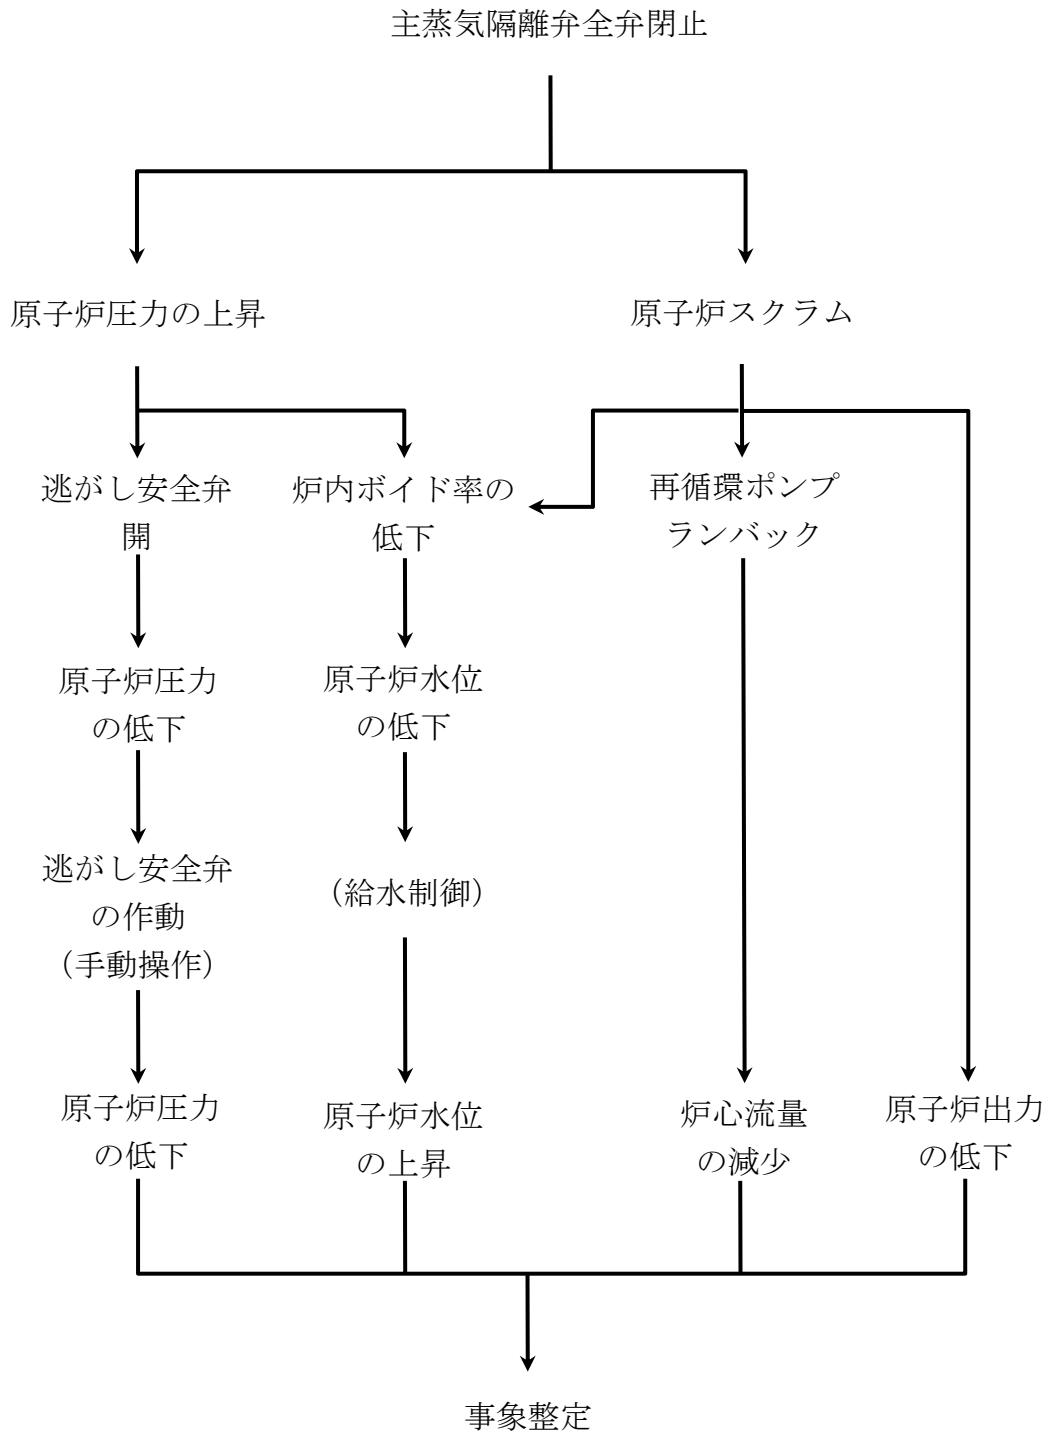 主蒸気隔離弁全弁閉止
原子炉圧力の上昇
原子炉スクラム
逃がし安全弁
開
炉内ボイド率の
低下
再循環ポンプ
ランバック
原子炉圧力
の低下
原子炉水位
の低下
逃がし安全弁
の作動
（手動操作）
（給水制御）
原子炉圧力
の低下
原子炉水位
の上昇
炉心流量
の減少
原子炉出力
の低下
事象整定